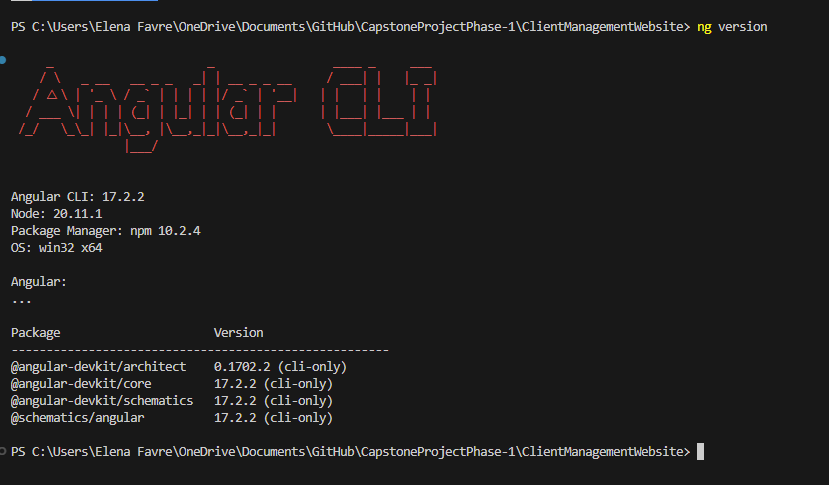 PS C:\Users\Elena Favre\OneDrive\Documents\GitHub\CapstoneProjectPhase-1\ClientManagementWebsite> ng version
Angular CLI
Angular CLI: 17.2.2
Node: 20.11.1
Package Manager: npm 10.2.4
OS: win32 x64
Angular:
...
Package Version
------------------------------------------------------
@angular-devkit/architect 0.1702.2 (cli-only)
@angular-devkit/core 17.2.2 (cli-only)
@angular-devkit/schematics 17.2.2 (cli-only)
@schematics/angular 17.2.2 (cli-only)
PS C:\Users\Elena Favre\OneDrive\Documents\GitHub\CapstoneProjectPhase-1\ClientManagementWebsite>